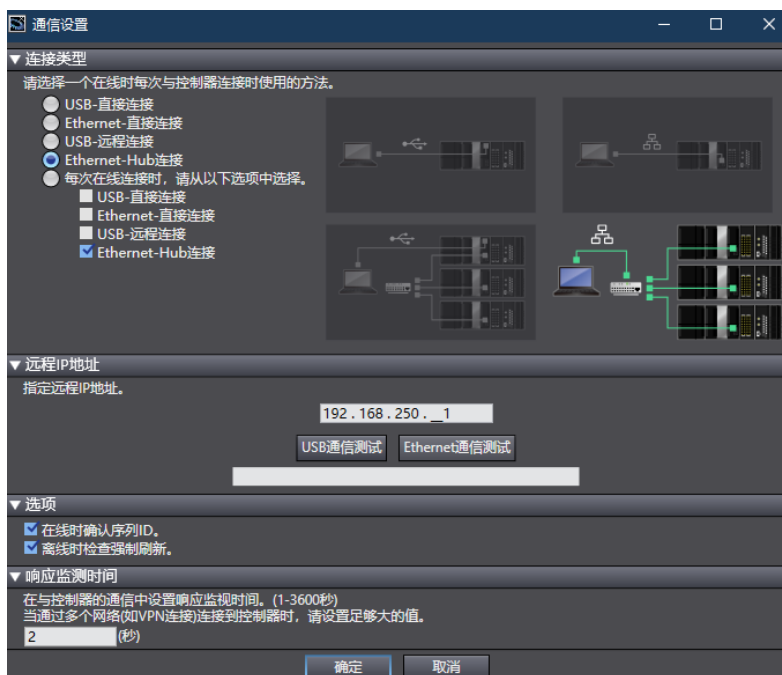 通信设置
▼连接类型
请选择一个在线时每次与控制器连接时使用的方法。
USB-直接连接
Ethernet-直接连接
USB-远程连接
Ethernet-Hub连接
每次在线连接时，请从以下选项中选择。
USB-直接连接
Ethernet-直接连接
USB-远程连接
Ethernet-Hub连接
▼远程IP地址
指定远程IP地址。
192.168.250._1
USB通信测试 Ethernet通信测试
▼选项
在线时确认序列ID。
离线时检查强制刷新。
▼响应监测时间
在与控制器的通信中设置响应监视时间。(1-3600秒)
当通过多个网络(如VPN连接)连接到控制器时，请设置足够大的值。
2 (秒)
确定 取消